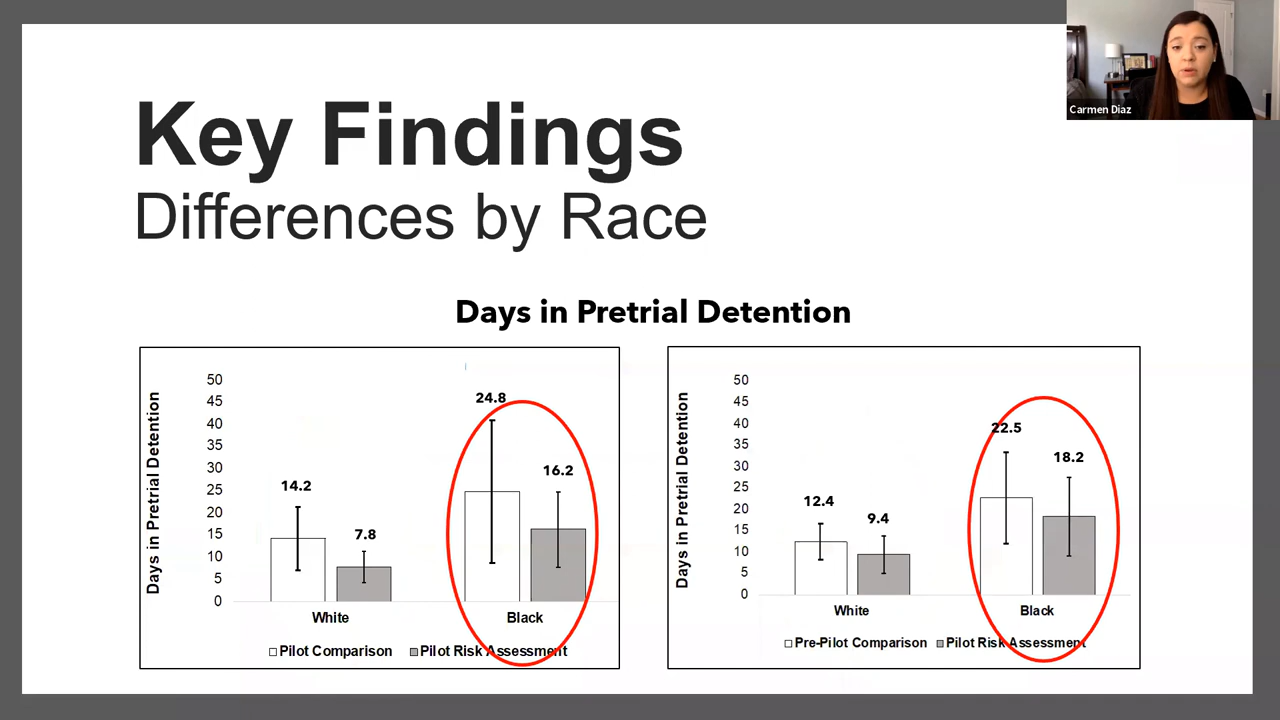 Carmen Diaz
Key Findings
Differences by Race
Days in Pretrial Detention
Days in Pretrial Detention
50
45
40
35
30
25
20
15
10
5
0
14.2
7.8
24.8
16.2
White
Black
Pilot Comparison
Pilot Risk Assessment
Days in Pretrial Detention
50
45
40
35
30
25
20
15
10
5
0
12.4
9.4
22.5
18.2
White
Black
Pre-Pilot Comparison
Pilot Risk Assessment